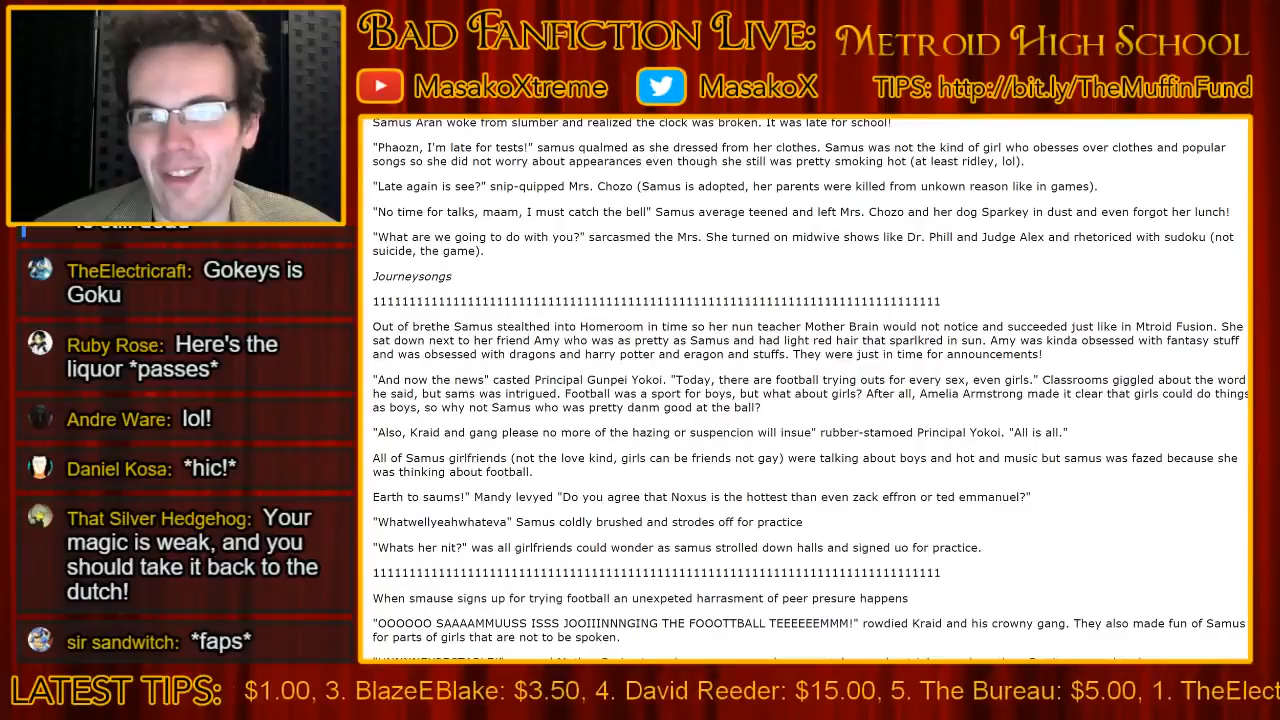 BAD FANFICTION LIVE:
METROID HIGH SCHOOL
MasakoXtreme
MasakoX
TIPS: http://bit.ly/TheMuffinFund
TheElectricraft: Gokeys is
Goku
Ruby Rose: Here's the
liquor *passes*
Andre Ware: lol!
Daniel Kosa: *hic!*
That Silver Hedgehog: Your
magic is weak, and you
should take it back to the
dutch!
sir sandwitch: *faps*
Samus Aran woke from slumber and realized the clock was broken. It was late for school!
"Phaozn, I'm late for tests!" samus qualmed as she dressed from her clothes. Samus was not the kind of girl who obesses over clothes and popular
songs so she did not worry about appearances even though she still was pretty smoking hot (at least ridley, lol).
"Late again is see?" snip-quipped Mrs. Chozo (Samus is adopted, her parents were killed from unkown reason like in games).
"No time for talks, maam, I must catch the bell" Samus average teened and left Mrs. Chozo and her dog Sparkey in dust and even forgot her lunch!
"What are we going to do with you?" sarcasmed the Mrs. She turned on midwive shows like Dr. Phill and Judge Alex and rhetoriced with sudoku (not
suicide, the game).
Journeysongs
11111111111111111111111111111111111111111111111111111111111111111111111111111
Out of brethe Samus stealthed into Homeroom in time so her nun teacher Mother Brain would not notice and succeeded just like in Mtroid Fusion. She
sat down next to her friend Amy who was as pretty as Samus and had light red hair that sparlkred in sun. Amy was kinda obsessed with fantasy stuff
and was obsessed with dragons and harry potter and eragon and stuffs. They were just in time for announcements!
"And now the news" casted Principal Gunpei Yokoi. "Today, there are football trying outs for every sex, even girls." Classrooms giggled about the word
he said, but sams was intrigued. Football was a sport for boys, but what about girls? After all, Amelia Armstrong made it clear that girls could do things
as boys, so why not Samus who was pretty danm good at the ball?
"Also, Kraid and gang please no more of the hazing or suspencion will insue" rubber-stamoed Principal Yokoi. "All is all."
All of Samus girlfriends (not the love kind, girls can be friends not gay) were talking about boys and hot and music but samus was fazed because she
was thinking about football.
Earth to saums!" Mandy levyed "Do you agree that Noxus is the hottest than even zack effron or ted emmanuel?"
"Whatwellyeahwhateva" Samus coldly brushed and strodes off for practice
"Whats her nit?" was all girlfriends could wonder as samus strolled down halls and signed uo for practice.
11111111111111111111111111111111111111111111111111111111111111111111111111111
When smause signs up for trying football an unexpeted harrasment of peer presure happens
"OOOOOO SAAAAMMUUSS ISSS JOOIIINNNGING THE FOOOTTBALL TEEEEEEMMM!" rowdied Kraid and his crowny gang. They also made fun of Samus
for parts of girls that are not to be spoken.
LATEST TIPS: $1.00, 3. BlazeEBlake: $3.50, 4. David Reeder: $15.00, 5. The Bureau: $5.00, 1. TheElect